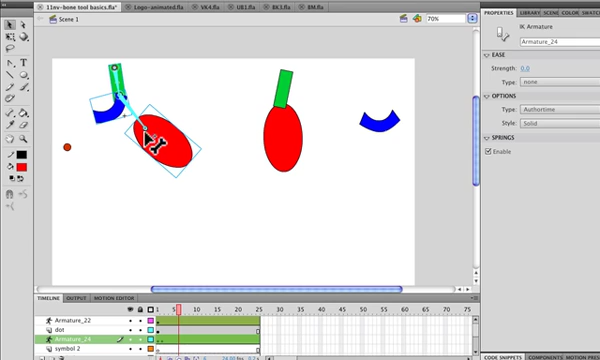 11nv-bone tool basics.fla* Logo-animated.fla VK4.fla UB1.fla BK3.fla BM.fla
Scene 1 70%
PROPERTIES LIBRARY SCENE COLOR SWATC
IK Armature
Armature_24
EASE
Strength: 0.0
Type: none
OPTIONS
Type: Authortime
Style: Solid
SPRINGS
Enable
TIMELINE OUTPUT MOTION EDITOR
1 5 10 15 20 25 30 35 40 45 50 55 60 65 70 75
Armature_22
dot
Armature_24
symbol 2
CODE SNIPPETS